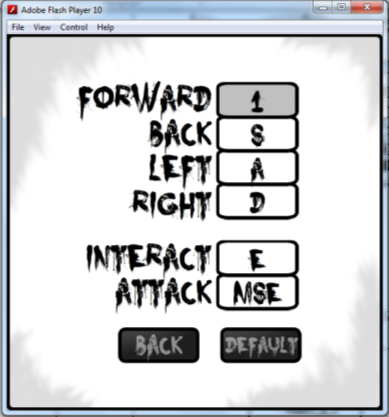 Adobe Flash Player 10
File View Control Help
FORWARD 1
BACK S
LEFT A
RIGHT D
INTERACT E
ATTACK MSE
BACK DEFAULT